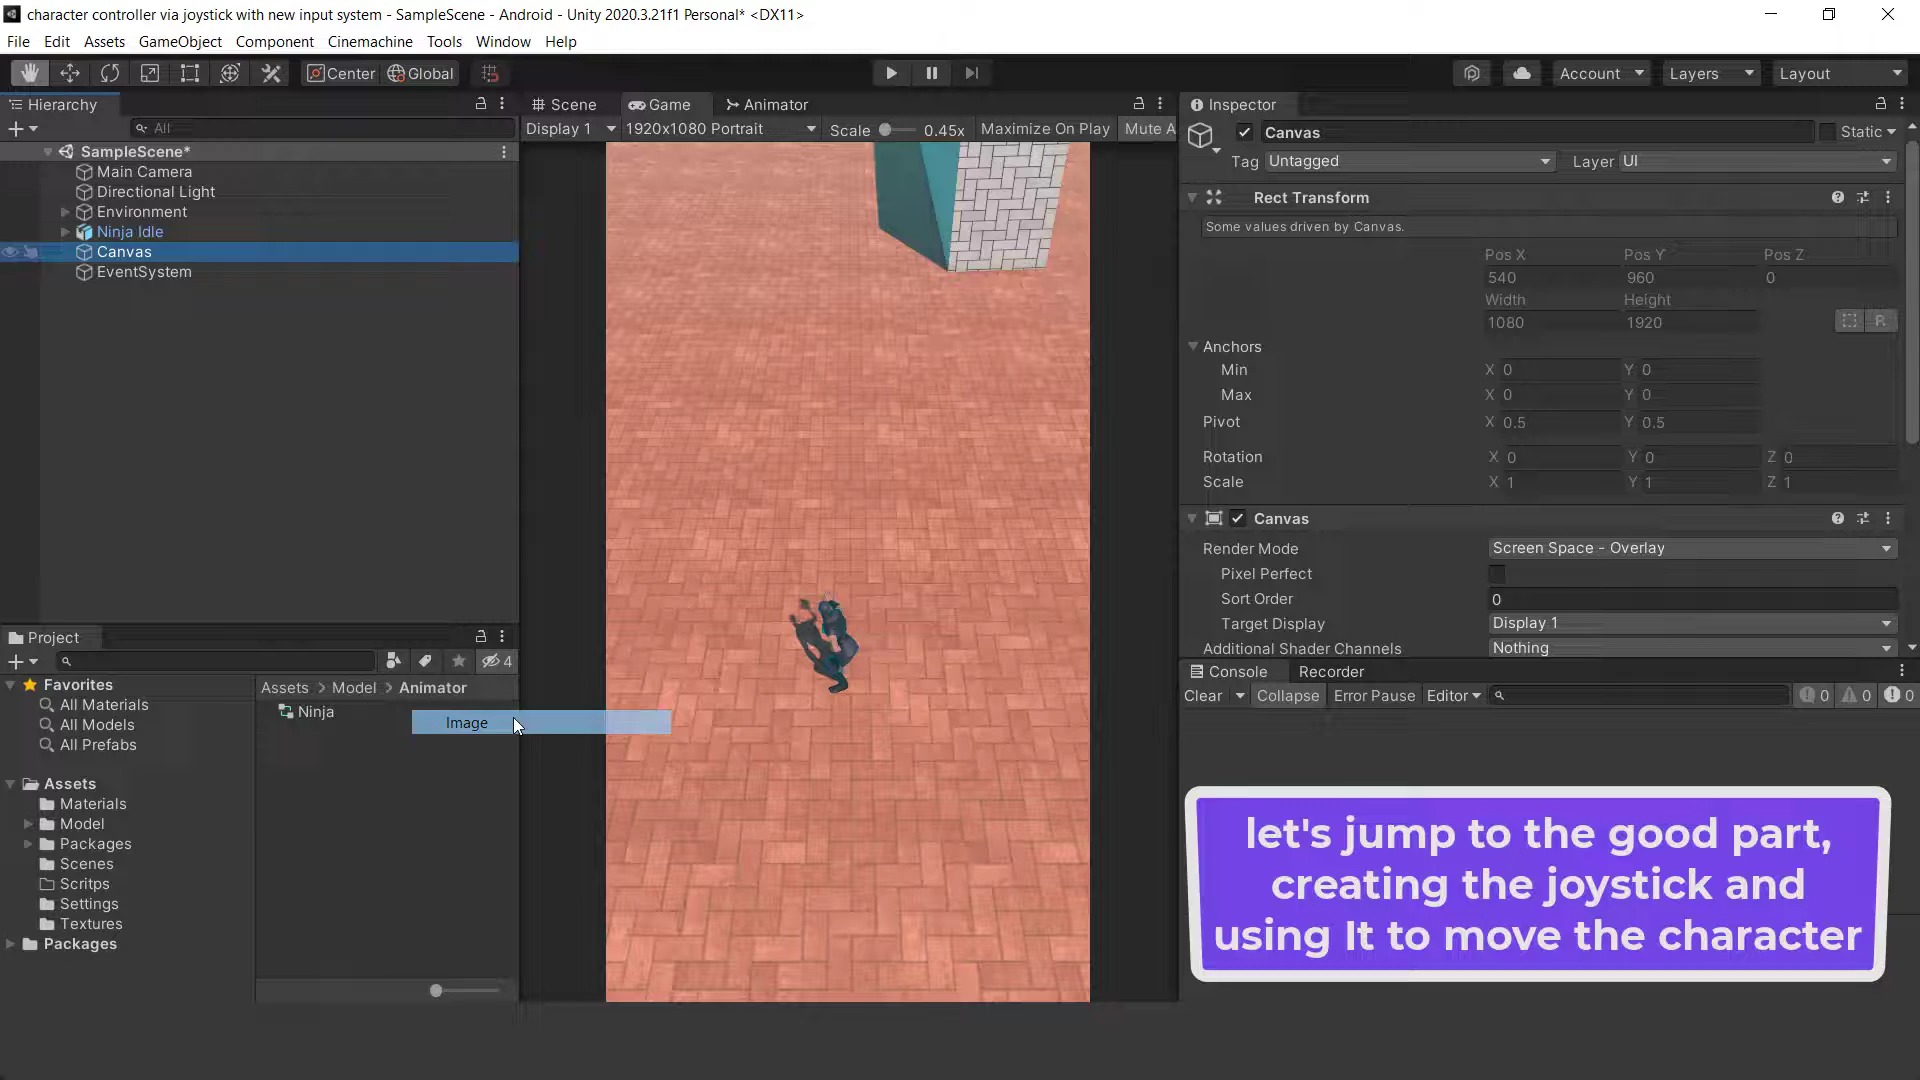 character controller via joystick with new input system - SampleScene - Android - Unity 2020.3.21f1 Personal* <DX11>
File Edit Assets GameObject Component Cinemachine Tools Window Help
Center Global Account Layers Layout
Hierarchy
All
SampleScene*
Main Camera
Directional Light
Environment
Ninja Idle
Canvas
EventSystem
Scene Game Animator
Display 1 1920x1080 Portrait Scale 0.45x Maximize On Play Mute A
Inspector
Canvas Static
Tag Untagged Layer UI
Rect Transform
Some values driven by Canvas.
Pos X Pos Y Pos Z
540 960 0
Width Height
1080 1920
R
Anchors
Min X 0 Y 0
Max X 0 Y 0
Pivot X 0.5 Y 0.5
Rotation X 0 Y 0 Z 0
Scale X 1 Y 1 Z 1
Canvas
Render Mode Screen Space - Overlay
Pixel Perfect
Sort Order 0
Target Display Display 1
Additional Shader Channels Nothing
Project
4
Favorites
All Materials
All Models
All Prefabs
Assets
Materials
Model
Packages
Scenes
Scritps
Settings
Textures
Packages
Assets > Model > Animator
Ninja
Image
Console Recorder
Clear Collapse Error Pause Editor 0 0 0
let's jump to the good part,
creating the joystick and
using It to move the character